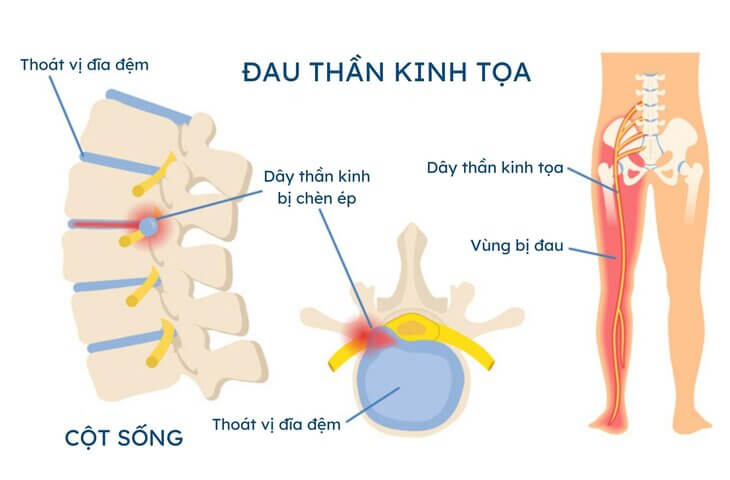 ĐAU THẦN KINH TỌA
Thoát vị đĩa đệm
Dây thần kinh
bị chèn ép
Dây thần kinh tọa
Vùng bị đau
Thoát vị đĩa đệm
CỘT SỐNG